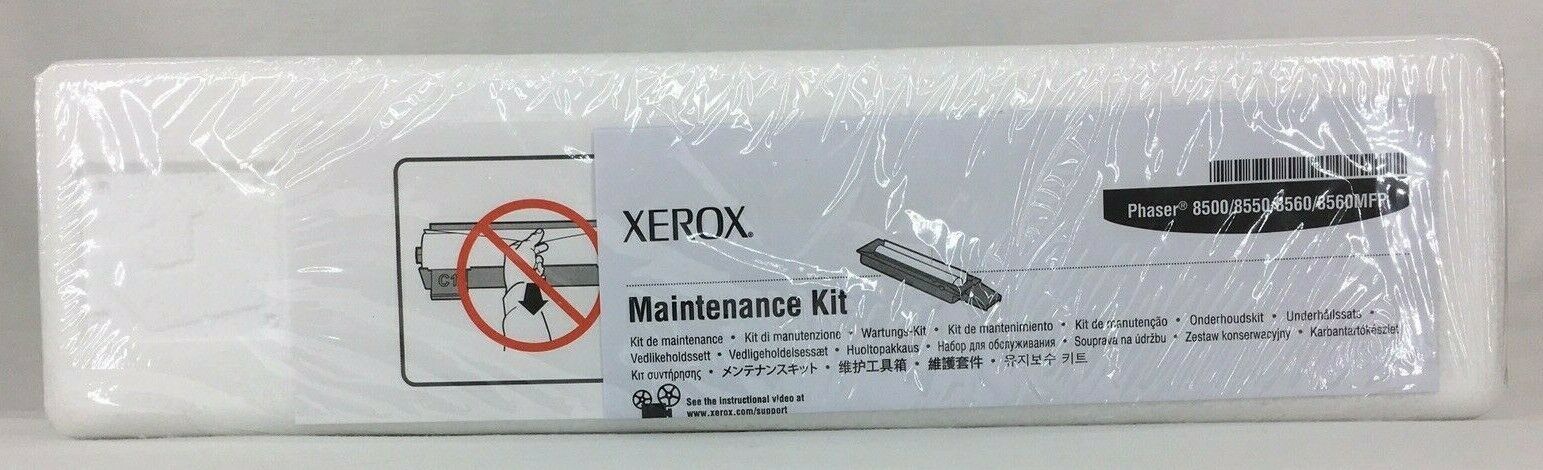 Phaser® 8500/8550/8560/8560MFP
XEROX®
C1
Maintenance Kit
Kit de maintenance • Kit di manutenzione • Wartungs-Kit • Kit de mantenimiento • Kit de manutenção • Onderhoudskit • Underhållssats •
Vedlikeholdssett • Vedligeholdelsessæt • Huoltopakkaus • Набор для обслуживания • Souprava na údržbu • Zestaw konserwacyjny • Karbantartókészlet
Κιτ συντήρησης • メンテナンスキット • 维护工具箱 • 維護套件 • 유지보수 키트
See the instructional video at
www.xerox.com/support